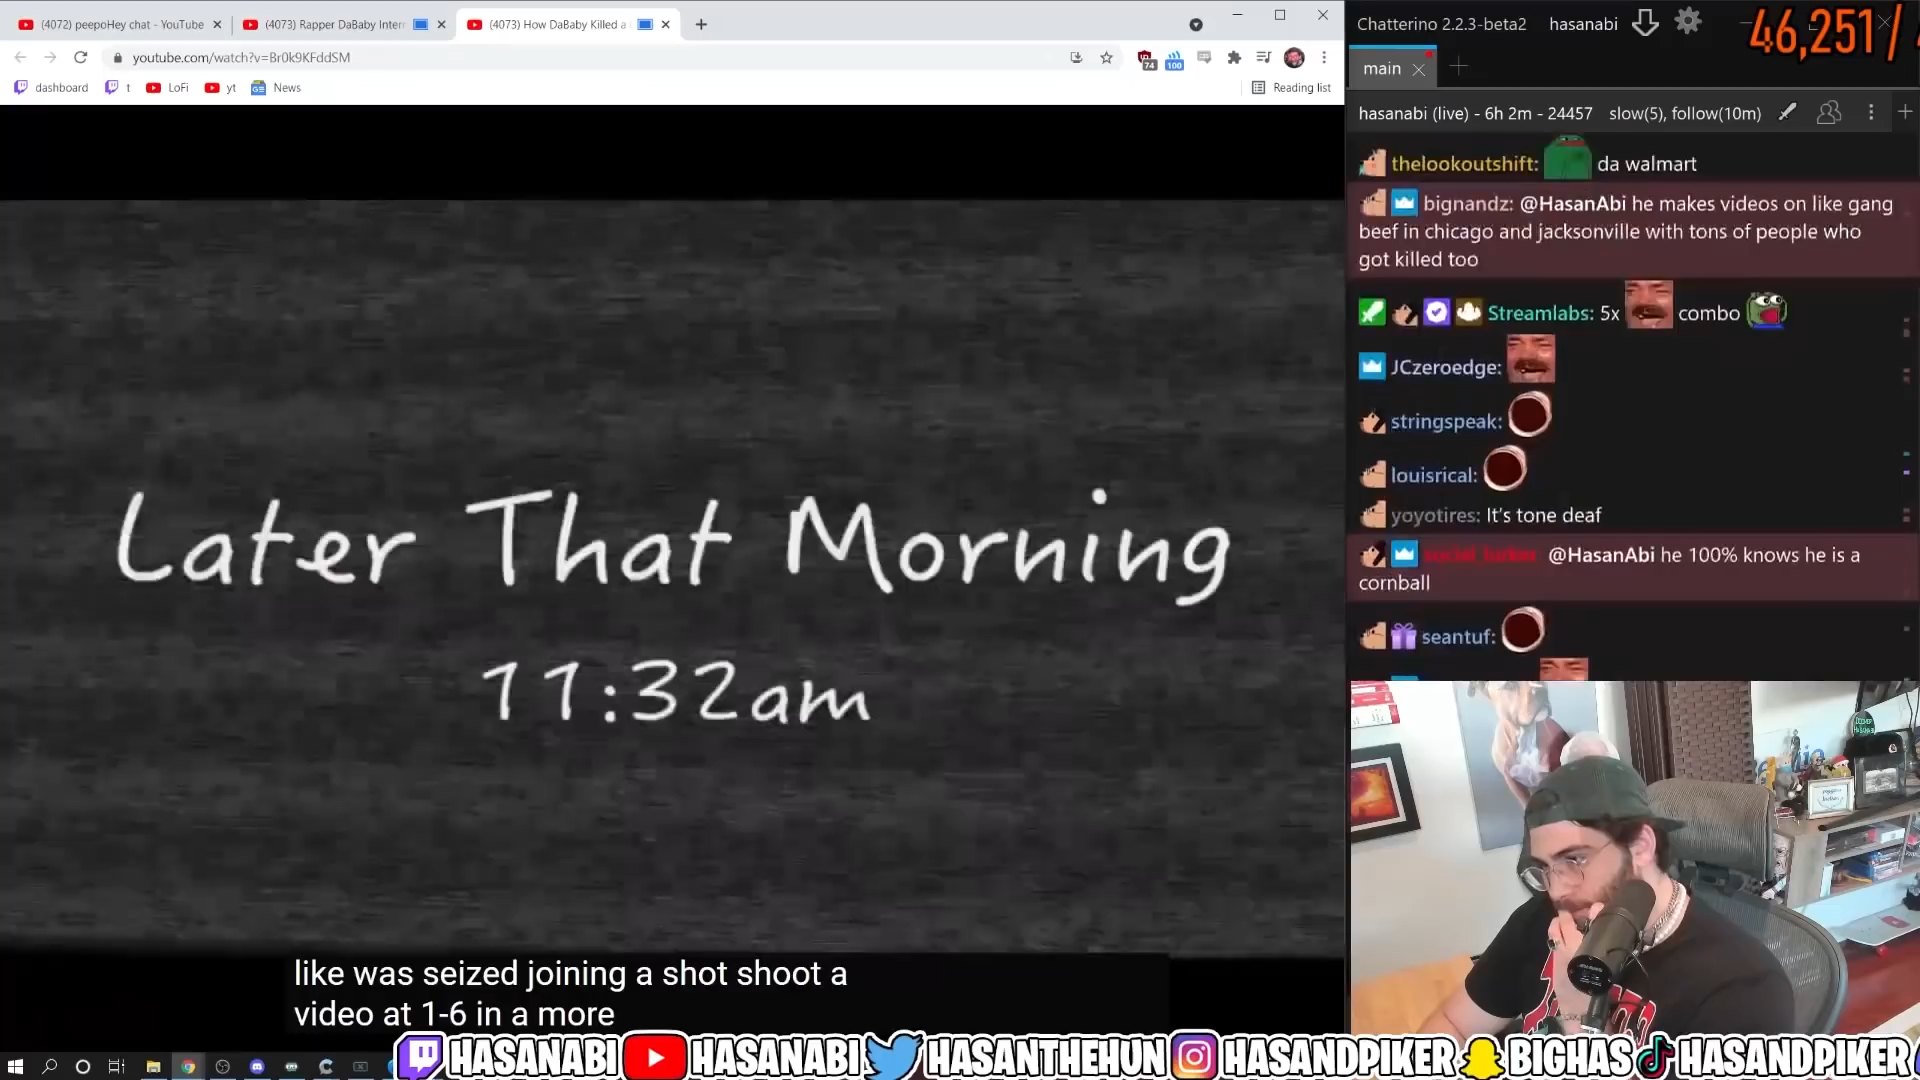 (4072) peepoHey chat - YouTube
(4073) Rapper DaBaby Inter
(4073) How DaBaby Killed a
youtube.com/watch?v=Br0k9KFddSM
74
100
dashboard
t
LoFi
yt
News
Reading list
Later That Morning
11:32am
like was seized joining a shot shoot a
video at 1-6 in a more
Chatterino 2.2.3-beta2
hasanabi
46,251/
main
hasanabi (live) - 6h 2m - 24457
slow(5), follow(10m)
thelookoutshift: da walmart
bignandz: @HasanAbi he makes videos on like gang
beef in chicago and jacksonville with tons of people who
got killed too
Streamlabs: 5x combo
JCzeroedge:
stringspeak:
louisrical:
yoyotires: It's tone deaf
social_lurker: @HasanAbi he 100% knows he is a
cornball
seantuf:
HASANABI
HASANABI
HASANTHEHUN
HASANDPIKER
BIGHAS
HASANDPIKER